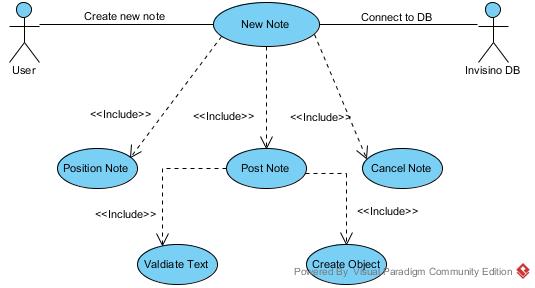 Create new note
New Note
Connect to DB
User
Invisino DB
<<Include>>
<<Include>>
<<Include>>
Position Note
Post Note
Cancel Note
<<Include>>
<<Include>>
Valdiate Text
Create Object
Powered By Visual Paradigm Community Edition